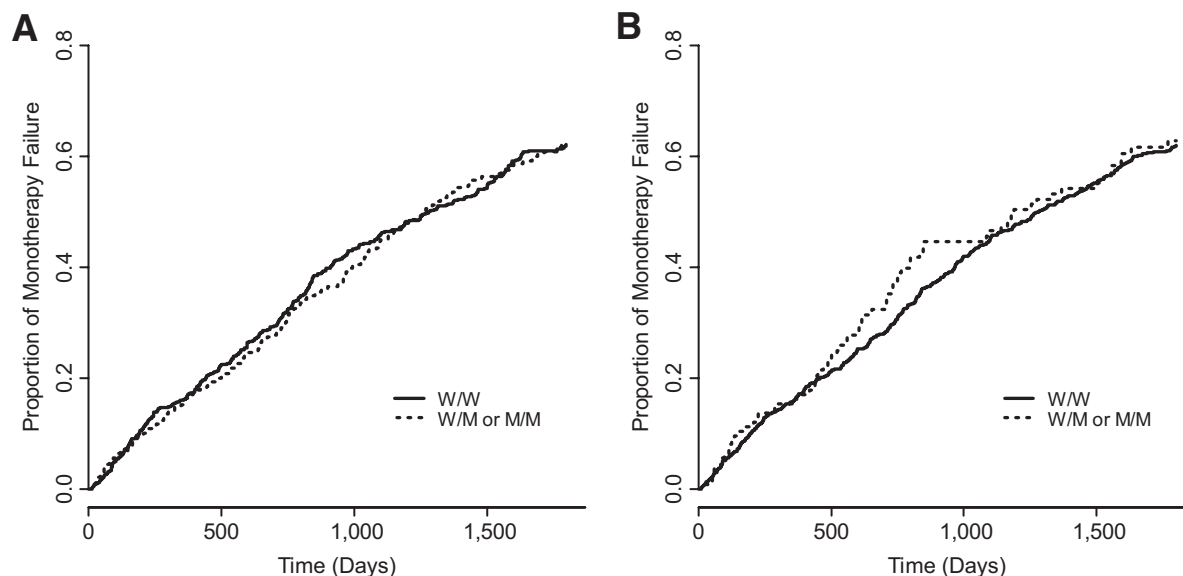 A
Proportion of Monotherapy Failure
0.8
0.6
0.4
0.2
0.0
W/W
W/M or M/M
0
500
1,000
1,500
Time (Days)
B
Proportion of Monotherapy Failure
0.8
0.6
0.4
0.2
0.0
W/W
W/M or M/M
0
500
1,000
1,500
Time (Days)